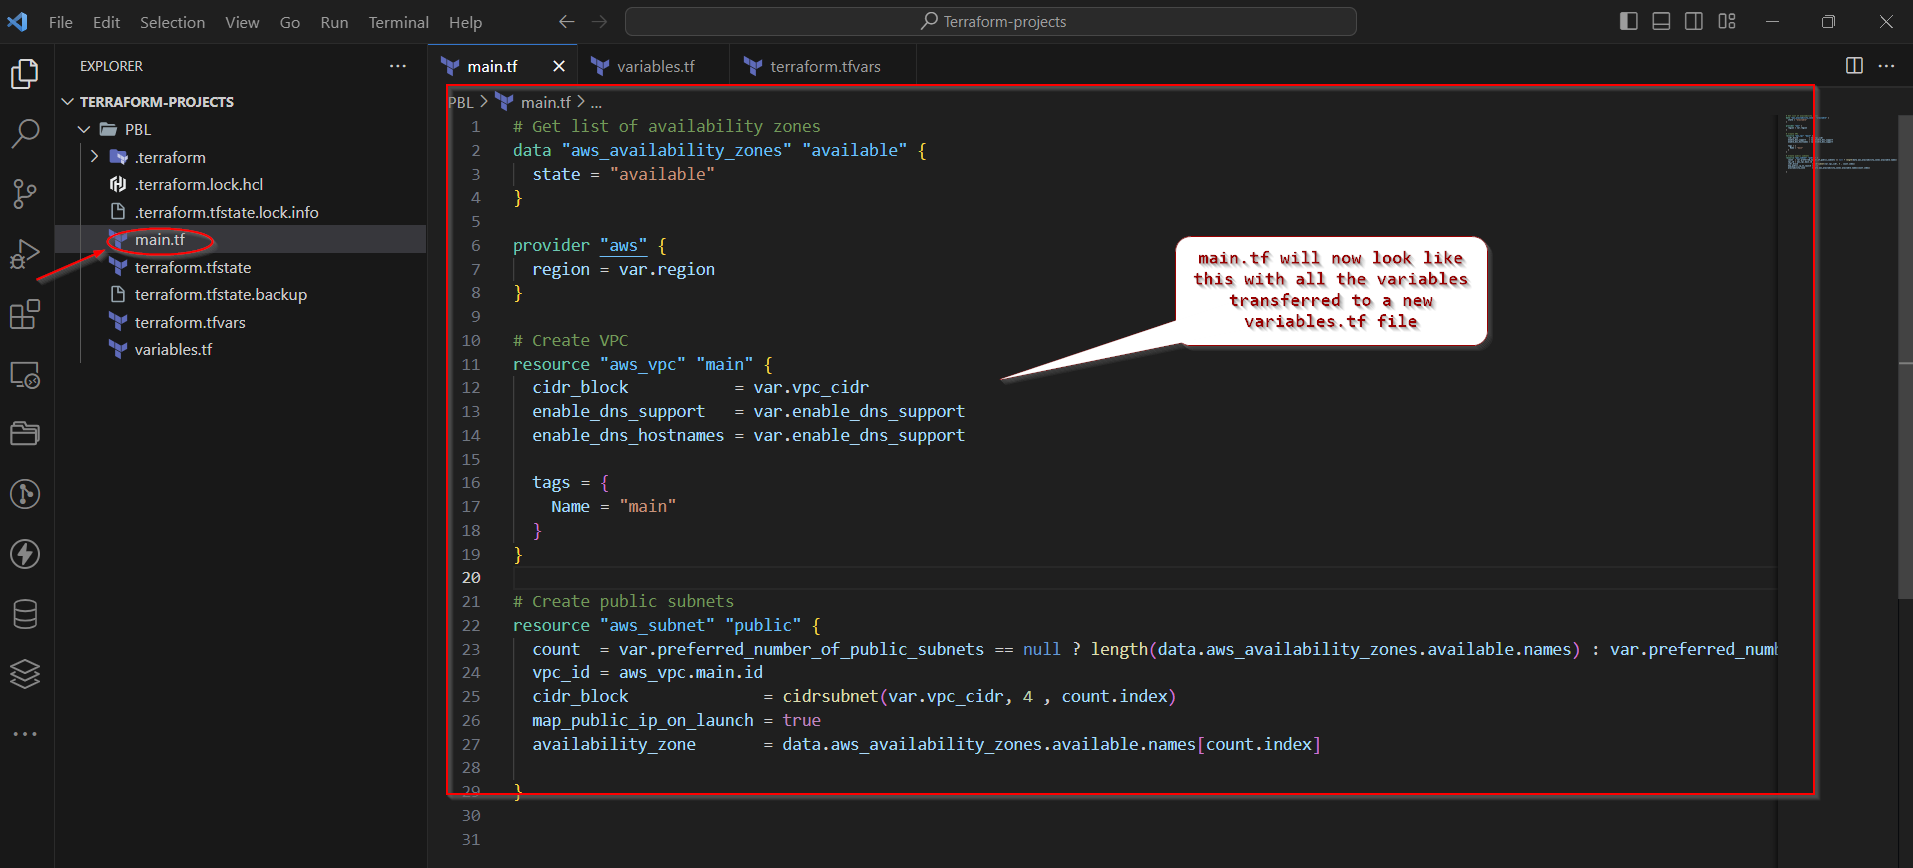 File Edit Selection View Go Run Terminal Help
Terraform-projects
EXPLORER
TERRAFORM-PROJECTS
PBL
.terraform
.terraform.lock.hcl
.terraform.tfstate.lock.info
main.tf
terraform.tfstate
terraform.tfstate.backup
terraform.tfvars
variables.tf
main.tf variables.tf terraform.tfvars
PBL > main.tf > ...
1 # Get list of availability zones
2 data "aws_availability_zones" "available" {
3 state = "available"
4 }
5
6 provider "aws" {
7 region = var.region
8 }
9
10 # Create VPC
11 resource "aws_vpc" "main" {
12 cidr_block = var.vpc_cidr
13 enable_dns_support = var.enable_dns_support
14 enable_dns_hostnames = var.enable_dns_support
15
16 tags = {
17 Name = "main"
18 }
19 }
20
21 # Create public subnets
22 resource "aws_subnet" "public" {
23 count = var.preferred_number_of_public_subnets == null ? length(data.aws_availability_zones.available.names) : var.preferred_num
24 vpc_id = aws_vpc.main.id
25 cidr_block = cidrsubnet(var.vpc_cidr, 4 , count.index)
26 map_public_ip_on_launch = true
27 availability_zone = data.aws_availability_zones.available.names[count.index]
28
29 }
30
31
main.tf will now look like
this with all the variables
transferred to a new
variables.tf file